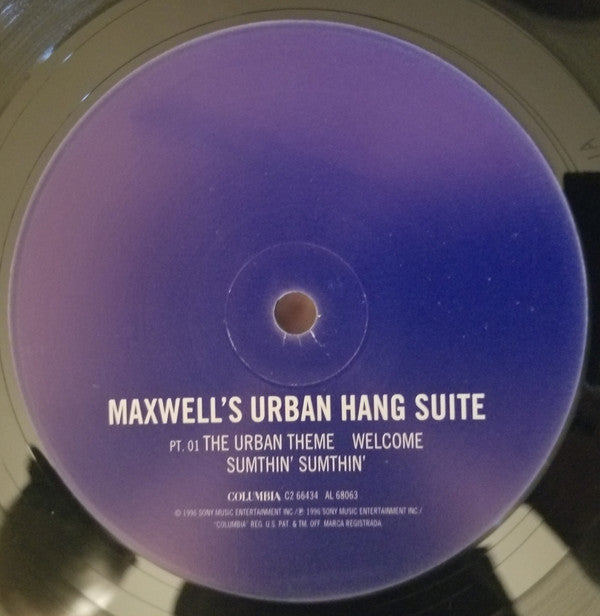 MAXWELL'S URBAN HANG SUITE
PT. 01 THE URBAN THEME WELCOME
SUMTHIN' SUMTHIN'
COLUMBIA C2 66434 AL 68063
© 1996 SONY MUSIC ENTERTAINMENT INC./℗ 1996 SONY MUSIC ENTERTAINMENT INC./
"COLUMBIA" REG. U.S. PAT. & TM. OFF. MARCA REGISTRADA